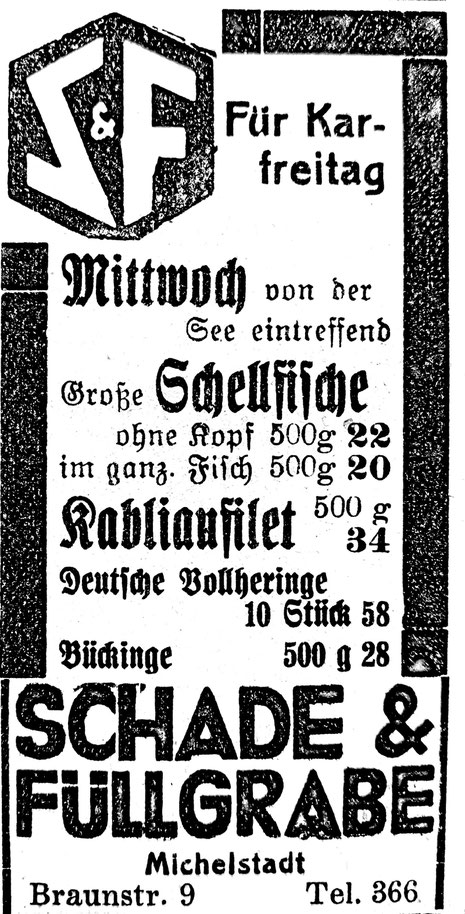 S & F
Für Kar-
freitag
Mittwoch von der
See eintreffend
Große Schellfische
ohne Kopf 500g 22
im ganz. Fisch 500g 20
Kabliaufilet 500 g
34
Deutsche Vollheringe
10 Stück 58
Bückinge 500 g 28
SCHADE &
FÜLLGRABE
Michelstadt
Braunstr. 9 Tel. 366